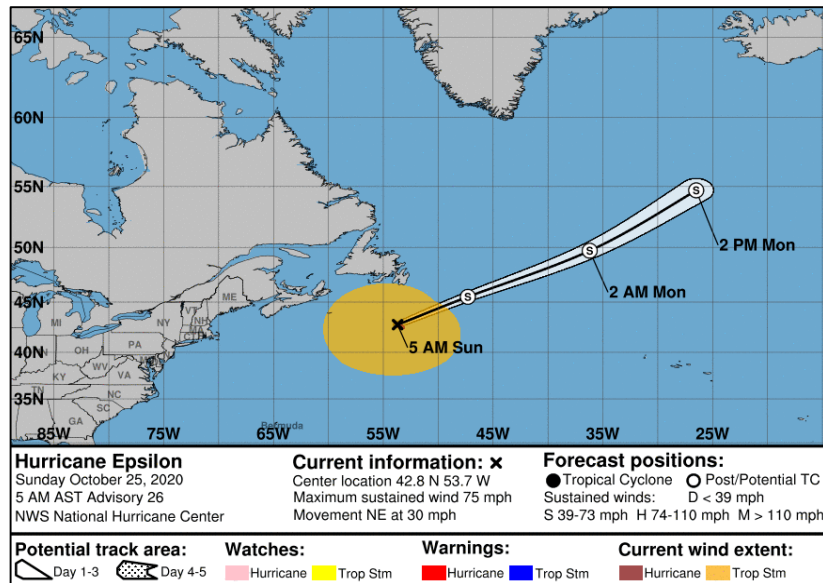 65N
60N
55N
50N
45N
40N
35N
85W 75W 65W 55W 45W 35W 25W
Bermuda
ME
VT
NH
MA
NY
MI
PA
OH
WV
VA
KY
NC
TN
SC
GA
S
S
S
2 PM Mon
2 AM Mon
5 AM Sun
Hurricane Epsilon
Sunday October 25, 2020
5 AM AST Advisory 26
NWS National Hurricane Center
Current information: ×
Center location 42.8 N 53.7 W
Maximum sustained wind 75 mph
Movement NE at 30 mph
Forecast positions:
Tropical Cyclone Post/Potential TC
Sustained winds: D < 39 mph
S 39-73 mph H 74-110 mph M > 110 mph
Potential track area:
Day 1-3 Day 4-5
Watches:
Hurricane Trop Stm
Warnings:
Hurricane Trop Stm
Current wind extent:
Hurricane Trop Stm